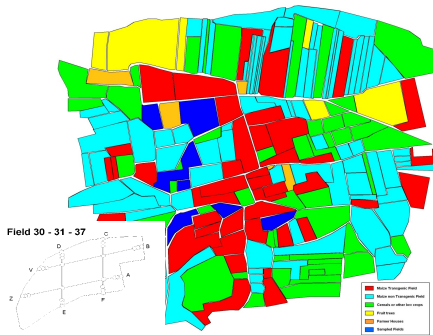 Field 30 - 31 - 37
C
D
B
V
A
Z
E
F
Maize Transgenic Field
Maize non Transgenic Field
Cereals or other two crops
Fruit trees
Farmer Houses
Sampled Fields